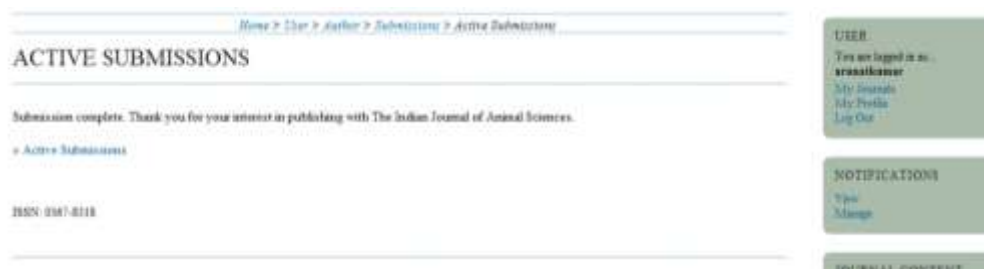 Home > User > Author > Submissions > Active Submissions
ACTIVE SUBMISSIONS
Submission complete. Thank you for your interest in publishing with The Indian Journal of Animal Sciences.
» Active Submissions
ISSN: 0367-8318
USER
You are logged in as...
My Journals
My Profile
Log Out
NOTIFICATIONS
View
Manage
JOURNAL CONTENT